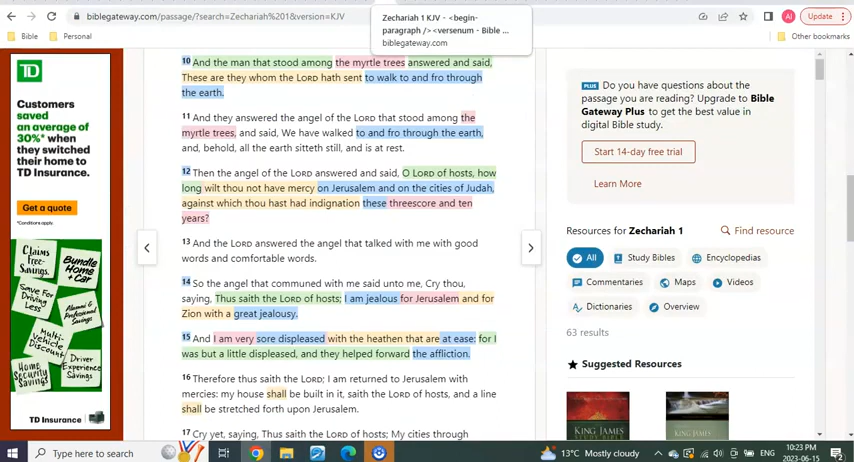 biblegateway.com/passage/?search=Zechariah%201&version=KJV
AI
Update
Bible
Personal
Other bookmarks
Zechariah 1 KJV - <begin-
paragraph /><versenum - Bible ...
biblegateway.com
TD
Customers
saved
an average of
30%* when
they switched
their home to
TD Insurance.
Get a quote
*Conditions apply.
Claims
Free-
Savings.
Bundle
Home
+ Car
Save For
Driving
Less
Alumni &
Professional
Savings
Multi-
Vehicle
Discount
Home
Security
Savings
Driver
Experience
Savings
TD Insurance
10 And the man that stood among the myrtle trees answered and said,
These are they whom the LORD hath sent to walk to and fro through
the earth.
11 And they answered the angel of the LORD that stood among the
myrtle trees, and said, We have walked to and fro through the earth,
and, behold, all the earth sitteth still, and is at rest.
12 Then the angel of the LORD answered and said, O LORD of hosts, how
long wilt thou not have mercy on Jerusalem and on the cities of Judah,
against which thou hast had indignation these threescore and ten
years?
13 And the LORD answered the angel that talked with me with good
words and comfortable words.
14 So the angel that communed with me said unto me, Cry thou,
saying, Thus saith the LORD of hosts; I am jealous for Jerusalem and for
Zion with a great jealousy.
15 And I am very sore displeased with the heathen that are at ease: for I
was but a little displeased, and they helped forward the affliction.
16 Therefore thus saith the LORD; I am returned to Jerusalem with
mercies: my house shall be built in it, saith the LORD of hosts, and a line
shall be stretched forth upon Jerusalem.
17 Cry yet, saying, Thus saith the LORD of hosts; My cities through
PLUS Do you have questions about the
passage you are reading? Upgrade to Bible
Gateway Plus to get the best value in
digital Bible study.
Start 14-day free trial
Learn More
Resources for Zechariah 1
Find resource
All
Study Bibles
Encyclopedias
Commentaries
Maps
Videos
Dictionaries
Overview
63 results
Suggested Resources
KING JAMES
STUDY BIBLE
KING JAMES
Type here to search
13°C Mostly cloudy
ENG
10:23 PM
2023-06-15
2